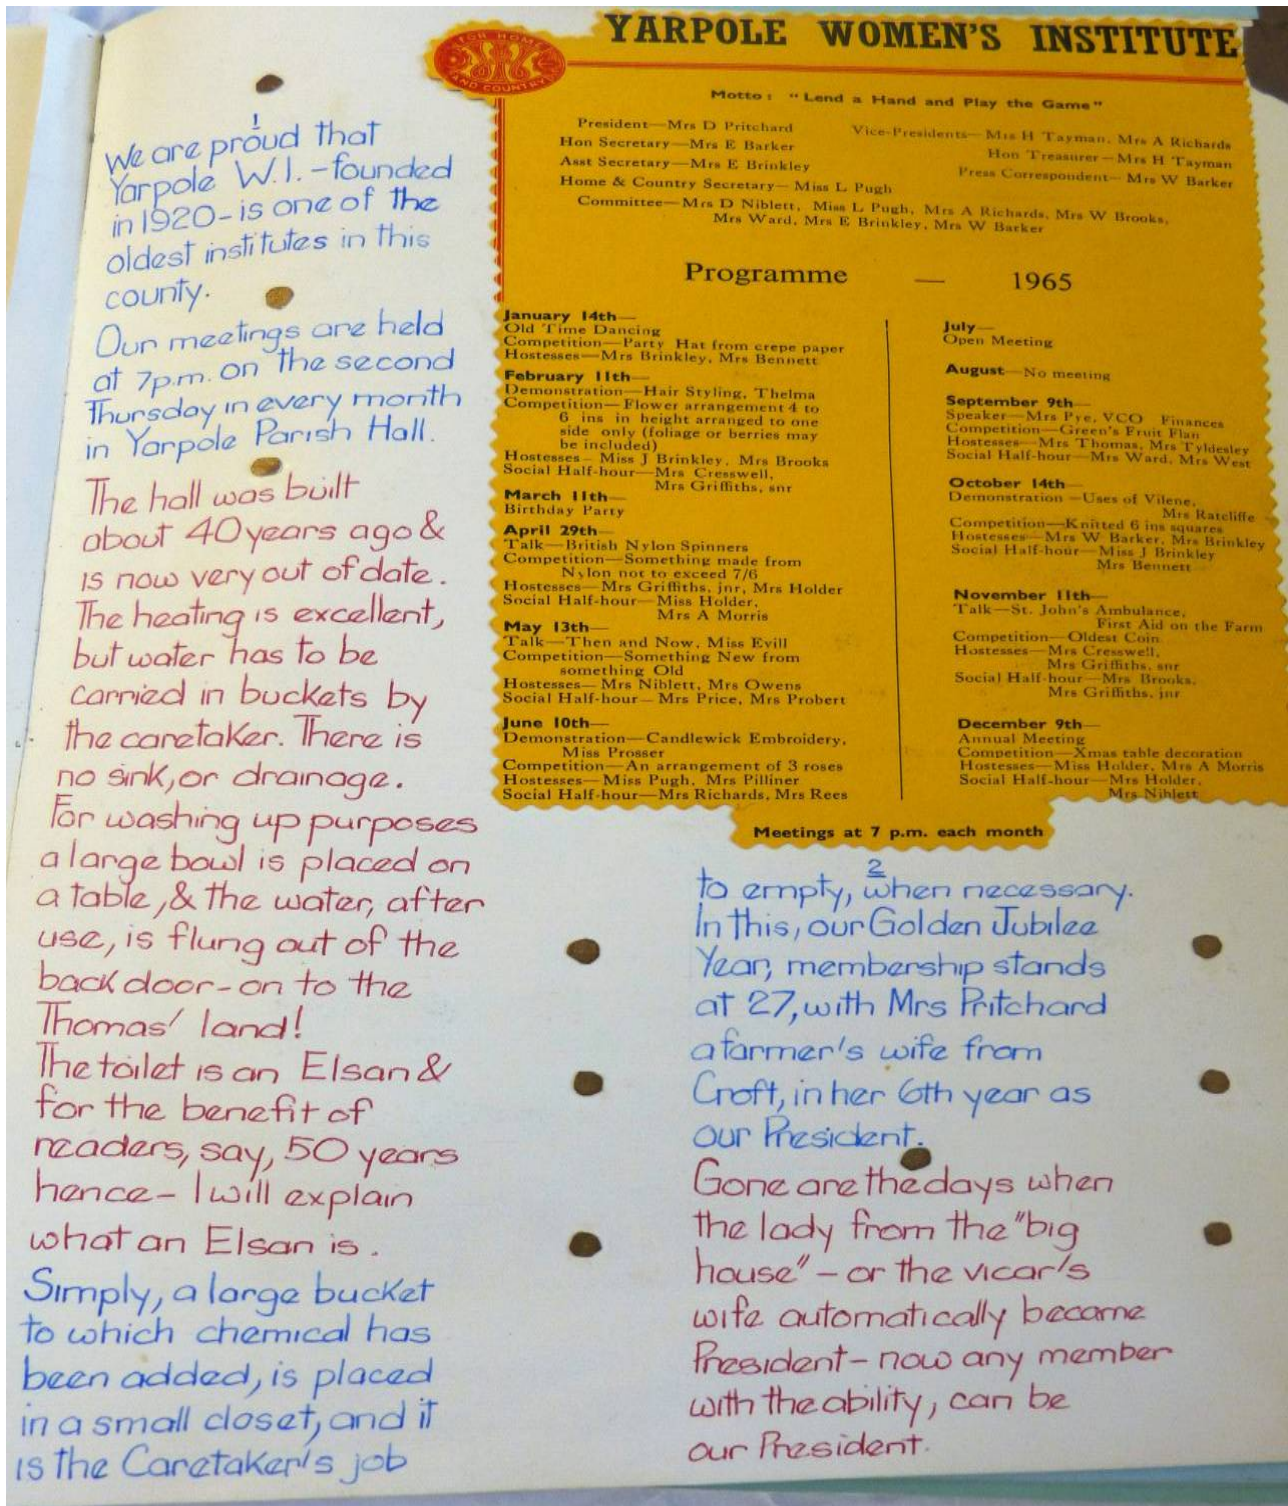 YARPOLE WOMEN'S INSTITUTE
FOR HOME
AND COUNTRY
Motto : "Lend a Hand and Play the Game"
President—Mrs D Pritchard
Hon Secretary—Mrs E Barker
Asst Secretary—Mrs E Brinkley
Home & Country Secretary—Miss L Pugh
Vice-Presidents—Mrs H Tayman, Mrs A Richards
Hon Treasurer—Mrs H Tayman
Press Correspondent—Mrs W Barker
Committee—Mrs D Niblett, Miss L Pugh, Mrs A Richards, Mrs W Brooks,
Mrs Ward, Mrs E Brinkley, Mrs W Barker
Programme — 1965
January 14th—
Old Time Dancing
Competition—Party Hat from crepe paper
Hostesses—Mrs Brinkley, Mrs Bennett
February 11th—
Demonstration—Hair Styling, Thelma
Competition—Flower arrangement 4 to
6 ins in height arranged to one
side only (foliage or berries may
be included)
Hostesses—Miss J Brinkley, Mrs Brooks
Social Half-hour—Mrs Cresswell,
Mrs Griffiths, snr
March 11th—
Birthday Party
April 29th—
Talk—British Nylon Spinners
Competition—Something made from
Nylon not to exceed 7/6
Hostesses—Mrs Griffiths, jnr, Mrs Holder
Social Half-hour—Miss Holder,
Mrs A Morris
May 13th—
Talk—Then and Now, Miss Evill
Competition—Something New from
something Old
Hostesses—Mrs Niblett, Mrs Owens
Social Half-hour—Mrs Price, Mrs Probert
June 10th—
Demonstration—Candlewick Embroidery,
Miss Prosser
Competition—An arrangement of 3 roses
Hostesses—Miss Pugh, Mrs Pilliner
Social Half-hour—Mrs Richards, Mrs Rees
July—
Open Meeting
August—No meeting
September 9th—
Speaker—Mrs Pye, VCO Finances
Competition—Green's Fruit Flan
Hostesses—Mrs Thomas, Mrs Tyldesley
Social Half-hour—Mrs Ward, Mrs West
October 14th—
Demonstration—Uses of Vilene,
Mrs Ratcliffe
Competition—Knitted 6 ins squares
Hostesses—Mrs W Barker, Mrs Brinkley
Social Half-hour—Miss J Brinkley
Mrs Bennett
November 11th—
Talk—St. John's Ambulance,
First Aid on the Farm
Competition—Oldest Coin
Hostesses—Mrs Cresswell,
Mrs Griffiths, snr
Social Half-hour—Mrs Brooks,
Mrs Griffiths, jnr
December 9th—
Annual Meeting
Competition—Xmas table decoration
Hostesses—Miss Holder, Mrs A Morris
Social Half-hour—Mrs Holder,
Mrs Niblett
Meetings at 7 p.m. each month
1
We are proud that
Yarpole W.I. - founded
in 1920 - is one of the
oldest institutes in this
county.
Our meetings are held
at 7p.m. on the second
Thursday in every month
in Yarpole Parish Hall.
The hall was built
about 40 years ago &
is now very out of date.
The heating is excellent,
but water has to be
carried in buckets by
the caretaker. There is
no sink, or drainage.
For washing up purposes
a large bowl is placed on
a table, & the water, after
use, is flung out of the
back door - on to the
Thomas' land!
The toilet is an Elsan &
for the benefit of
readers, say, 50 years
hence - I will explain
what an Elsan is.
Simply, a large bucket
to which chemical has
been added, is placed
in a small closet, and it
is the Caretaker's job
2
to empty, when necessary.
In this, our Golden Jubilee
Year, membership stands
at 27, with Mrs Pritchard
a farmer's wife from
Croft, in her 6th year as
our President.
Gone are the days when
the lady from the "big
house" - or the vicar's
wife automatically became
President - now any member
with the ability, can be
our President.